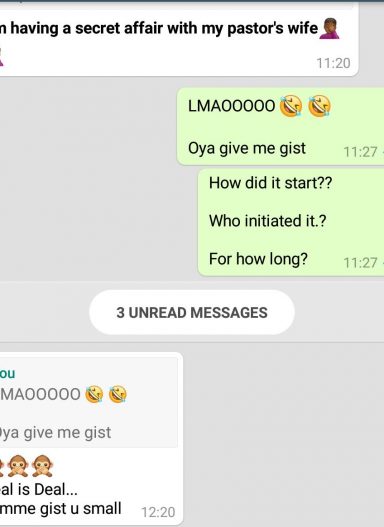 m having a secret affair with my pastor's wife
11:20
LMAOOOOO
Oya give me gist
11:27
How did it start??
Who initiated it.?
For how long?
11:27
3 UNREAD MESSAGES
ou
MAOOOOO
Oya give me gist
al is Deal...
mme gist u small
12:20